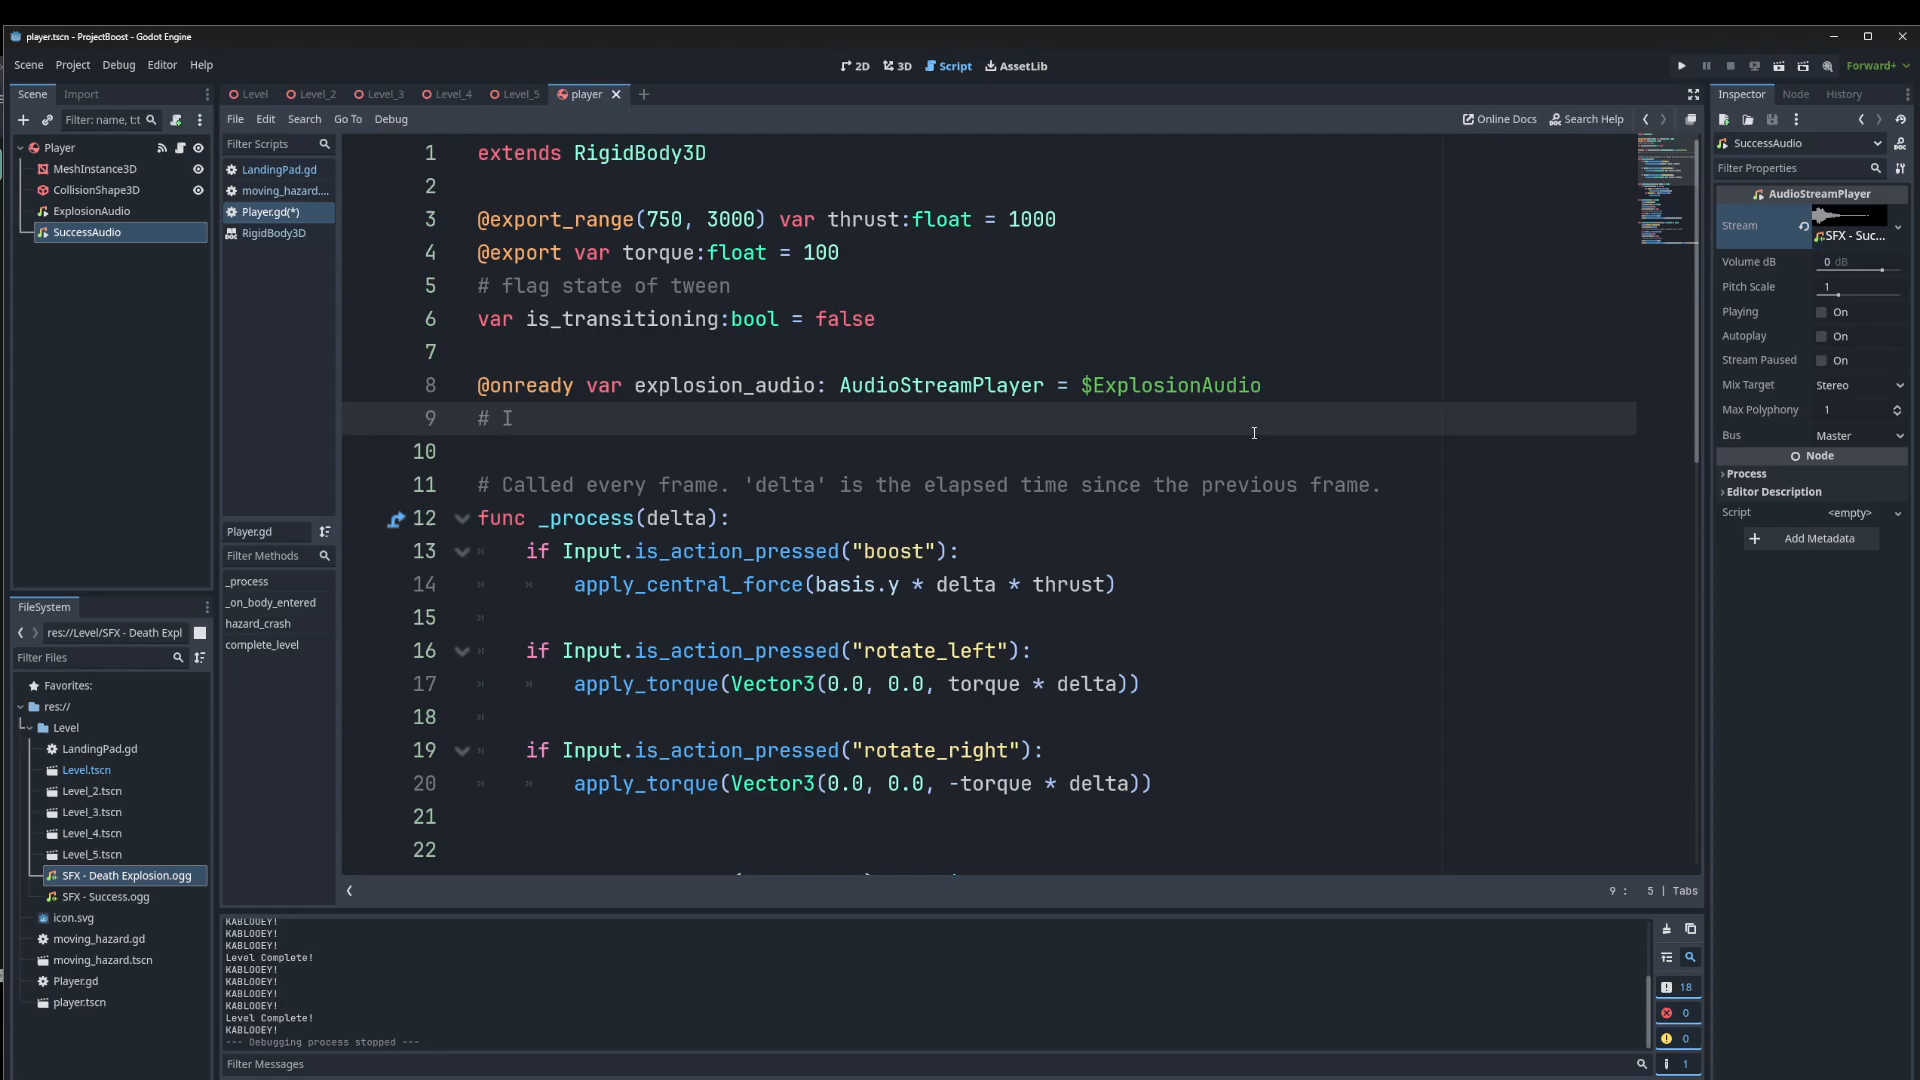 player.tscn - ProjectBoost - Godot Engine
Scene Project Debug Editor Help
2D 3D Script AssetLib
Forward+
Scene Import
Filter: name, t:t
Player
MeshInstance3D
CollisionShape3D
ExplosionAudio
SuccessAudio
FileSystem
res://Level/SFX - Death Expl
Filter Files
Favorites:
res://
Level
LandingPad.gd
Level.tscn
Level_2.tscn
Level_3.tscn
Level_4.tscn
Level_5.tscn
SFX - Death Explosion.ogg
SFX - Success.ogg
icon.svg
moving_hazard.gd
moving_hazard.tscn
Player.gd
player.tscn
Level Level_2 Level_3 Level_4 Level_5 player
File Edit Search Go To Debug
Online Docs Search Help
Filter Scripts
LandingPad.gd
moving_hazard....
Player.gd(*)
RigidBody3D
Player.gd
Filter Methods
_process
_on_body_entered
hazard_crash
complete_level
1 extends RigidBody3D
2
3 @export_range(750, 3000) var thrust:float = 1000
4 @export var torque:float = 100
5 # flag state of tween
6 var is_transitioning:bool = false
7
8 @onready var explosion_audio: AudioStreamPlayer = $ExplosionAudio
9 # I
10
11 # Called every frame. 'delta' is the elapsed time since the previous frame.
12 func _process(delta):
13 if Input.is_action_pressed("boost"):
14 apply_central_force(basis.y * delta * thrust)
15
16 if Input.is_action_pressed("rotate_left"):
17 apply_torque(Vector3(0.0, 0.0, torque * delta))
18
19 if Input.is_action_pressed("rotate_right"):
20 apply_torque(Vector3(0.0, 0.0, -torque * delta))
21
22
9 : 5 | Tabs
KABLOOEY!
KABLOOEY!
KABLOOEY!
Level Complete!
KABLOOEY!
KABLOOEY!
KABLOOEY!
KABLOOEY!
Level Complete!
KABLOOEY!
--- Debugging process stopped ---
Filter Messages
18
0
0
1
Inspector Node History
SuccessAudio
Filter Properties
AudioStreamPlayer
Stream SFX - Suc...
Volume dB 0 dB
Pitch Scale 1
Playing On
Autoplay On
Stream Paused On
Mix Target Stereo
Max Polyphony 1
Bus Master
Node
Process
Editor Description
Script <empty>
Add Metadata